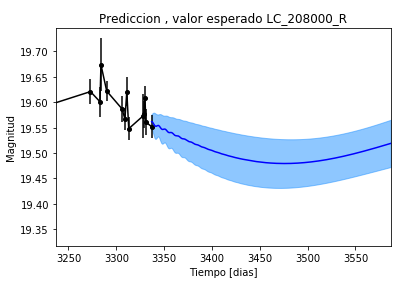 Prediccion , valor esperado LC_208000_R
Magnitud
19.70
19.65
19.60
19.55
19.50
19.45
19.40
19.35
3250 3300 3350 3400 3450 3500 3550
Tiempo [dias]